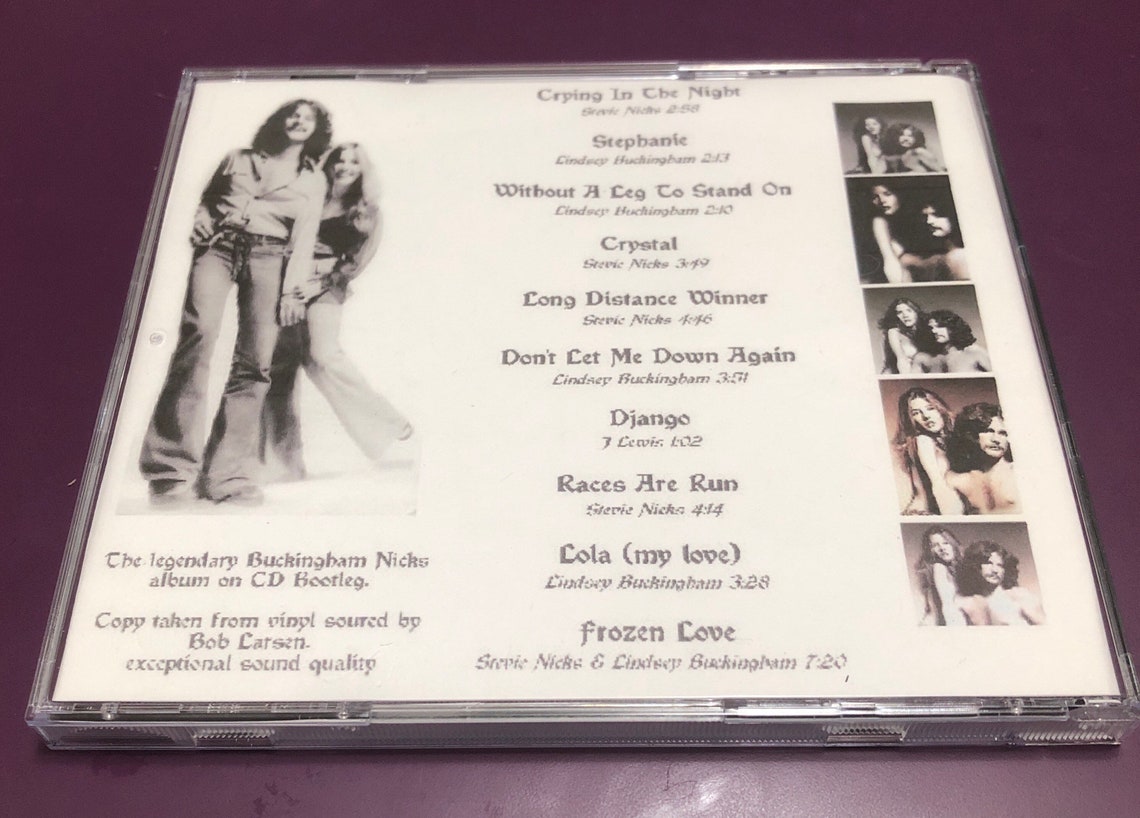 Crying In The Night
Stevie Nicks 2:58
Stephanie
Lindsey Buckingham 2:13
Without A Leg To Stand On
Lindsey Buckingham 2:10
Crystal
Stevie Nicks 3:49
Long Distance Winner
Stevie Nicks 4:46
Don't Let Me Down Again
Lindsey Buckingham 3:51
Django
J Lewis 1:02
Races Are Run
Stevie Nicks 4:14
Lola (my love)
Lindsey Buckingham 3:28
Frozen Love
Stevie Nicks & Lindsey Buckingham 7:20
The legendary Buckingham Nicks
album on CD Bootleg.
Copy taken from vinyl soured by
Bob Larsen.
exceptional sound quality